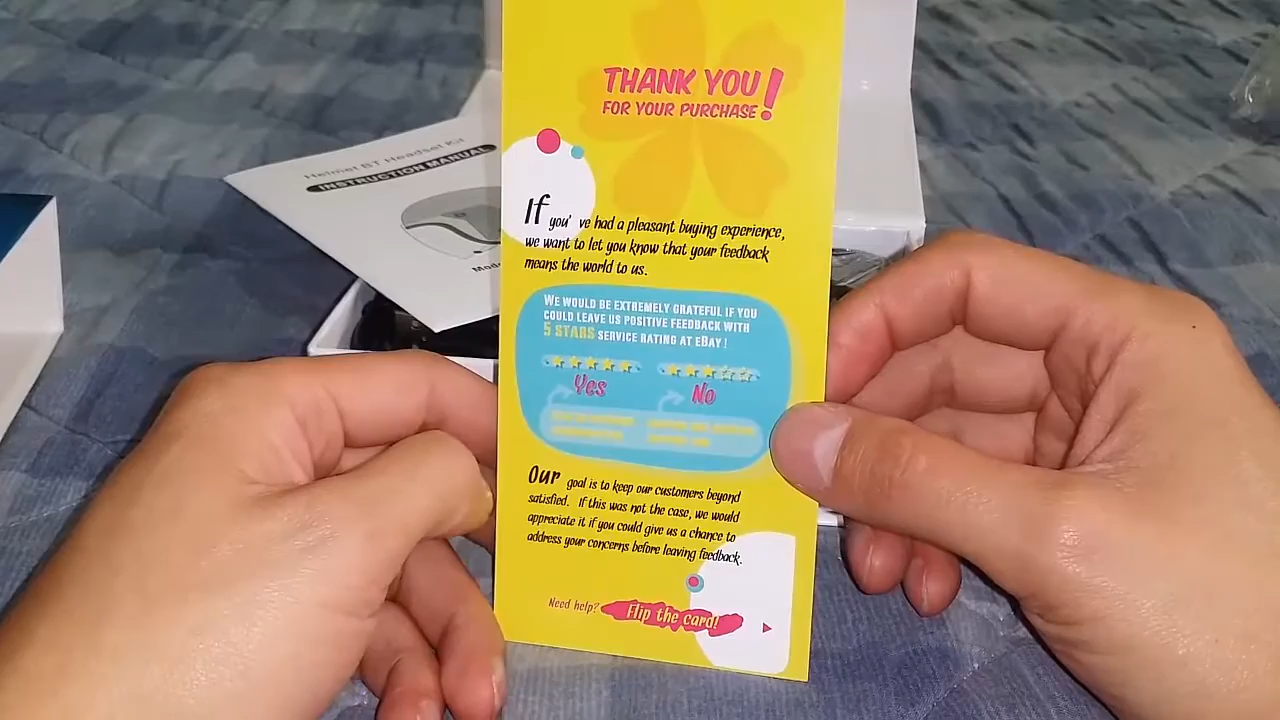 THANK YOU!
FOR YOUR PURCHASE
If you' ve had a pleasant buying experience,
we want to let you know that your feedback
means the world to us.
WE WOULD BE EXTREMELY GRATEFUL IF YOU
COULD LEAVE US POSITIVE FEEDBACK WITH
5 STARS SERVICE RATING AT eBAY!
Yes No
Our goal is to keep our customers beyond
satisfied. If this was not the case, we would
appreciate it if you could give us a chance to
address your concerns before leaving feedback.
Need help? Flip the card!
Helmet BT Headset Kit
INSTRUCTION MANUAL